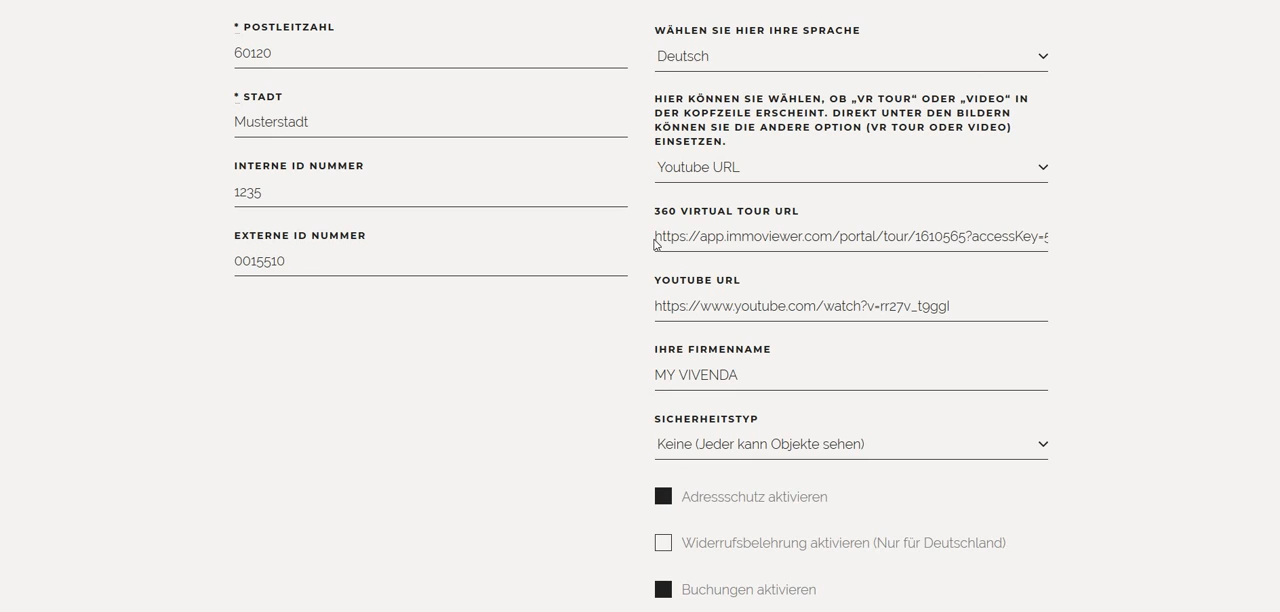 * POSTLEITZAHL
60120
* STADT
Musterstadt
INTERNE ID NUMMER
1235
EXTERNE ID NUMMER
0015510
WÄHLEN SIE HIER IHRE SPRACHE
Deutsch
HIER KÖNNEN SIE WÄHLEN, OB „VR TOUR“ ODER „VIDEO“ IN
DER KOPFZEILE ERSCHEINT. DIREKT UNTER DEN BILDERN
KÖNNEN SIE DIE ANDERE OPTION (VR TOUR ODER VIDEO)
EINSETZEN.
Youtube URL
360 VIRTUAL TOUR URL
https://app.immoviewer.com/portal/tour/1610565?accessKey=5
YOUTUBE URL
https://www.youtube.com/watch?v=rr27v_t9ggI
IHRE FIRMENNAME
MY VIVENDA
SICHERHEITSTYP
Keine (Jeder kann Objekte sehen)
Adressschutz aktivieren
Widerrufsbelehrung aktivieren (Nur für Deutschland)
Buchungen aktivieren